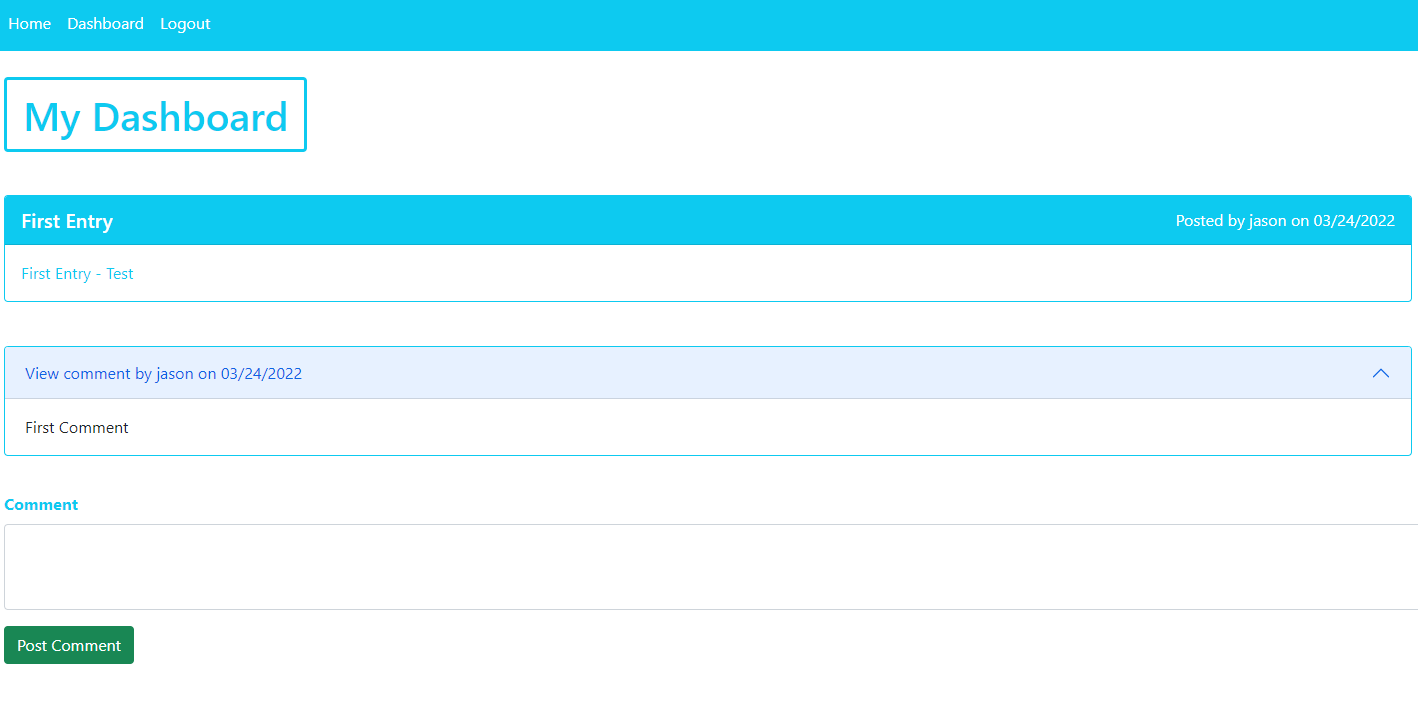 Home Dashboard Logout
My Dashboard
First Entry Posted by jason on 03/24/2022
First Entry - Test
View comment by jason on 03/24/2022
First Comment
Comment
Post Comment